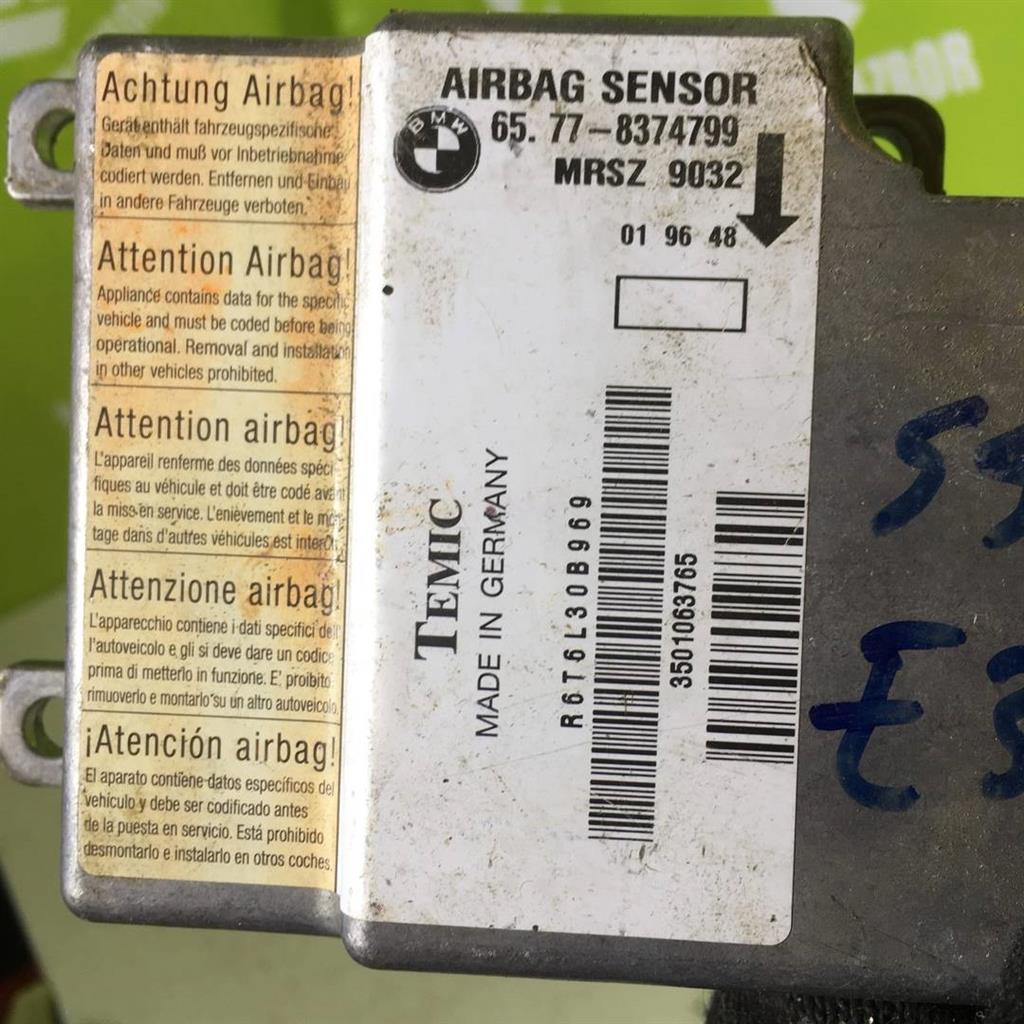 Achtung Airbag!
Gerät enthält fahrzeugspezifische
Daten und muß vor Inbetriebnahme
codiert werden. Entfernen und Einbau
in andere Fahrzeuge verboten.
Attention Airbag!
Appliance contains data for the specific
vehicle and must be coded before being
operational. Removal and installation
in other vehicles prohibited.
Attention airbag!
L'appareil renferme des données spéci
fiques au véhicule et doit être codé avant
la mise en service. L'enièvement et le
tage dans d'autres véhicules est
Attenzione airbag!
L'apparecchio contiene i dati specifici dell'
l'autoveicolo e gli si deve dare un codice
prima di metterlo in funzione. E' proibito
rimuoverlo e montarlo su un altro autoveicolo.
¡Atención airbag!
El aparato contiene datos específicos del
vehículo y debe ser codificado antes
de la puesta en servicio. Está prohibido
desmontarlo e instalarlo en otros coches.
AIRBAG SENSOR
BMW
65. 77-8374799
MRSZ 9032
01 96 48
TEMIC
MADE IN GERMANY
R6T6L30B969
3501063765